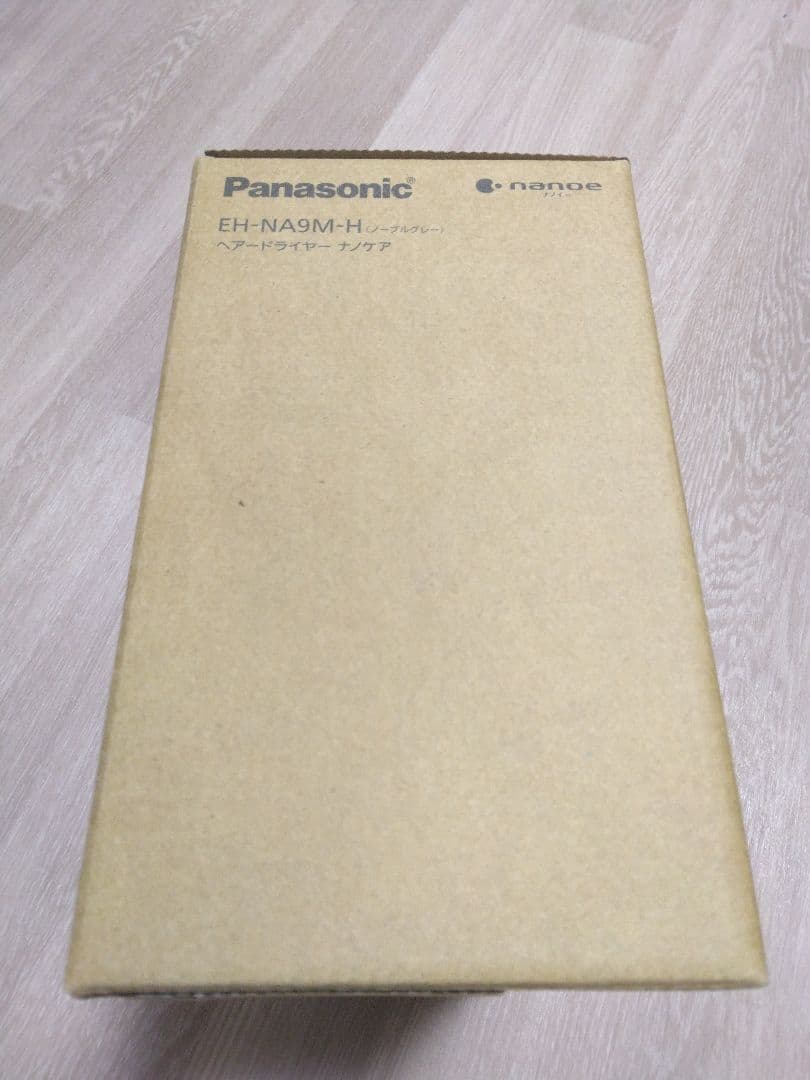 Panasonic® nanoe
ナノイー
EH-NA9M-H(ノーブルグレー)
ヘアードライヤー ナノケア